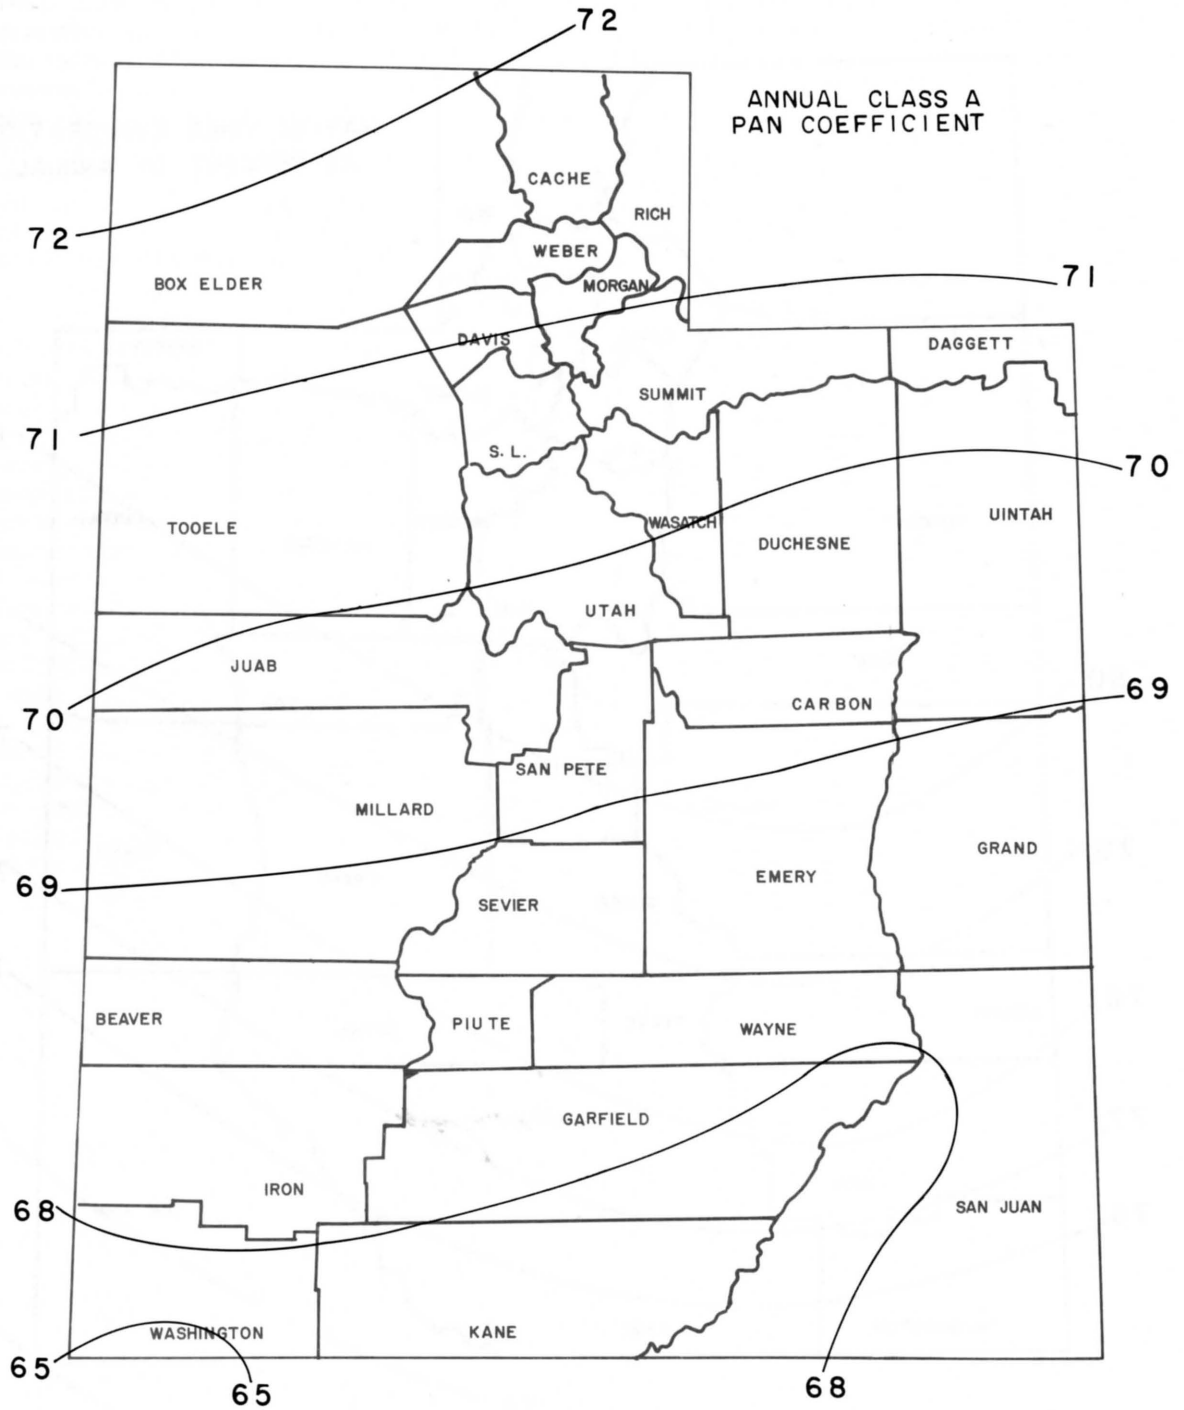 72
ANNUAL CLASS A
PAN COEFFICIENT
CACHE
RICH
72
WEBER
BOX ELDER
MORGAN
71
DAVIS
DAGGETT
SUMMIT
71
S. L.
70
TOOELE
WASATCH
UINTAH
DUCHESNE
UTAH
JUAB
69
70
CARBON
SAN PETE
MILLARD
GRAND
69
EMERY
SEVIER
BEAVER
PIUTE
WAYNE
GARFIELD
IRON
68
SAN JUAN
WASHINGTON
KANE
65
65
68